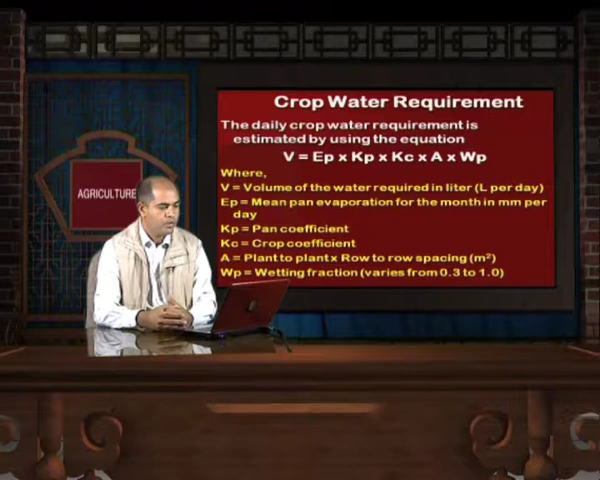 Crop Water Requirement
The daily crop water requirement is
estimated by using the equation
V = Ep x Kp x Kc x A x Wp
Where,
V = Volume of the water required in liter (L per day)
Ep = Mean pan evaporation for the month in mm per
day
Kp = Pan coefficient
Kc = Crop coefficient
A = Plant to plant x Row to row spacing (m²)
Wp = Wetting fraction (varies from 0.3 to 1.0)
AGRICULTURE